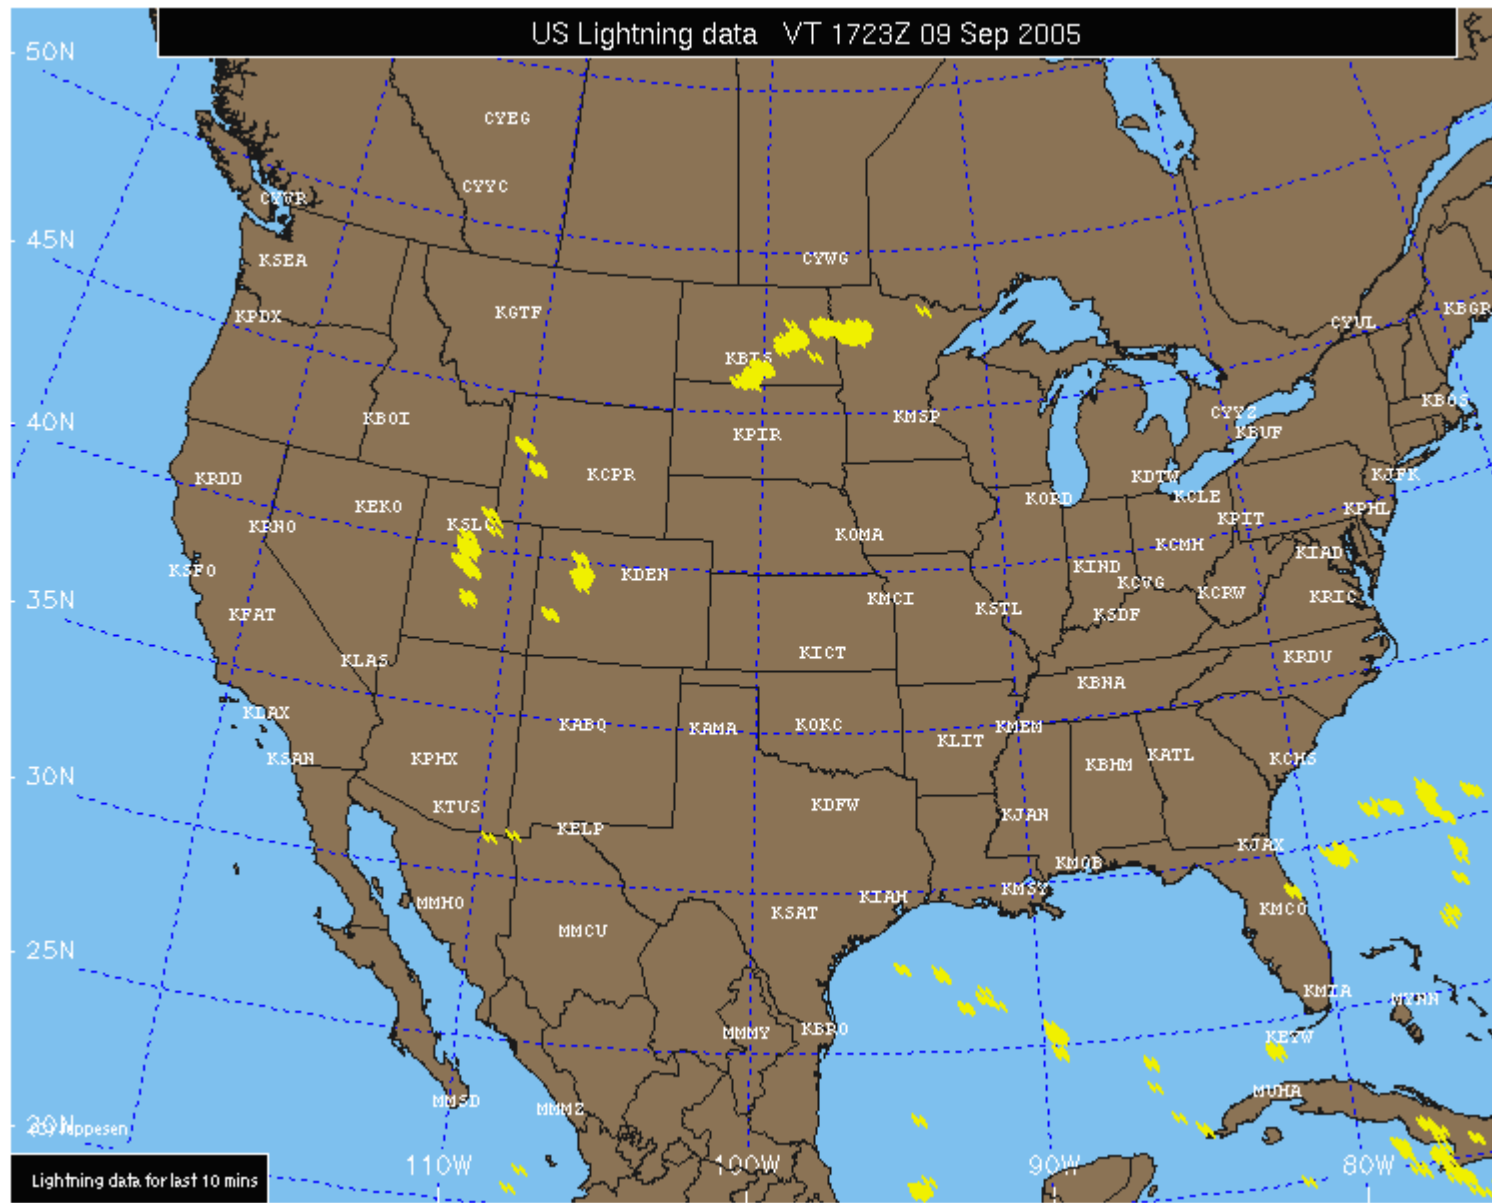 US Lightning data VT 1723Z 09 Sep 2005
50N
CYEG
CYYC
CYVR
45N
KSEA
CYWG
KPDX
KGTF
KBGR
CYUL
KBIS
40N
KBOI
KPIR
KMSP
CYYZ
KBOS
KBUF
KRDD
KEKO
KCPR
KORD
KDTW
KCLE
KJFK
KRNO
KSLC
KOMA
KPIT
KPHL
KSFO
KDEN
KIND
KCMH
KIAD
35N
KFAT
KMCI
KSTL
KCVG
KSDF
KCRW
KRIC
KLAS
KICT
KBNA
KRDU
KLAX
KABQ
KAMA
KOKC
KLIT
KMEM
30N
KSAN
KPHX
KBHM
KATL
KCHS
KTUS
KELP
KDFW
KJAN
KJAX
KMOB
MMHO
MMCU
KSAT
KIAH
KMSY
KMCO
25N
KMIA
MYNN
MMMY
KBRO
KEYW
MMSD
MMMZ
MUHA
20N
(C) Jeppesen
110W
100W
90W
80W
Lightning data for last 10 mins